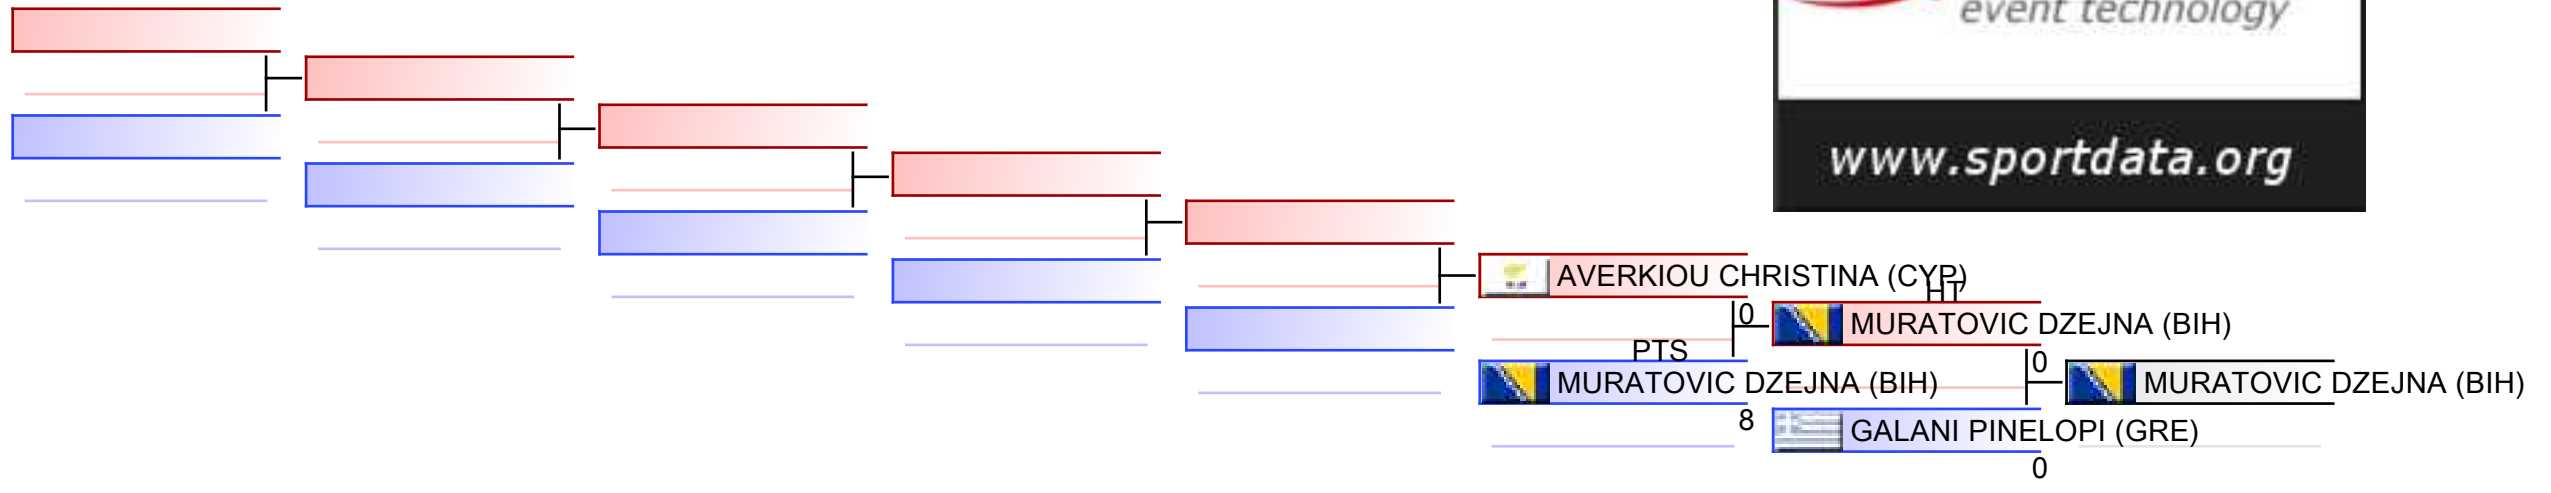 event technology
www.sportdata.org
AVERKIOU CHRISTINA (CYP)
HT
0
MURATOVIC DZEJNA (BIH)
PTS
0
MURATOVIC DZEJNA (BIH)
MURATOVIC DZEJNA (BIH)
8
GALANI PINELOPI (GRE)
0